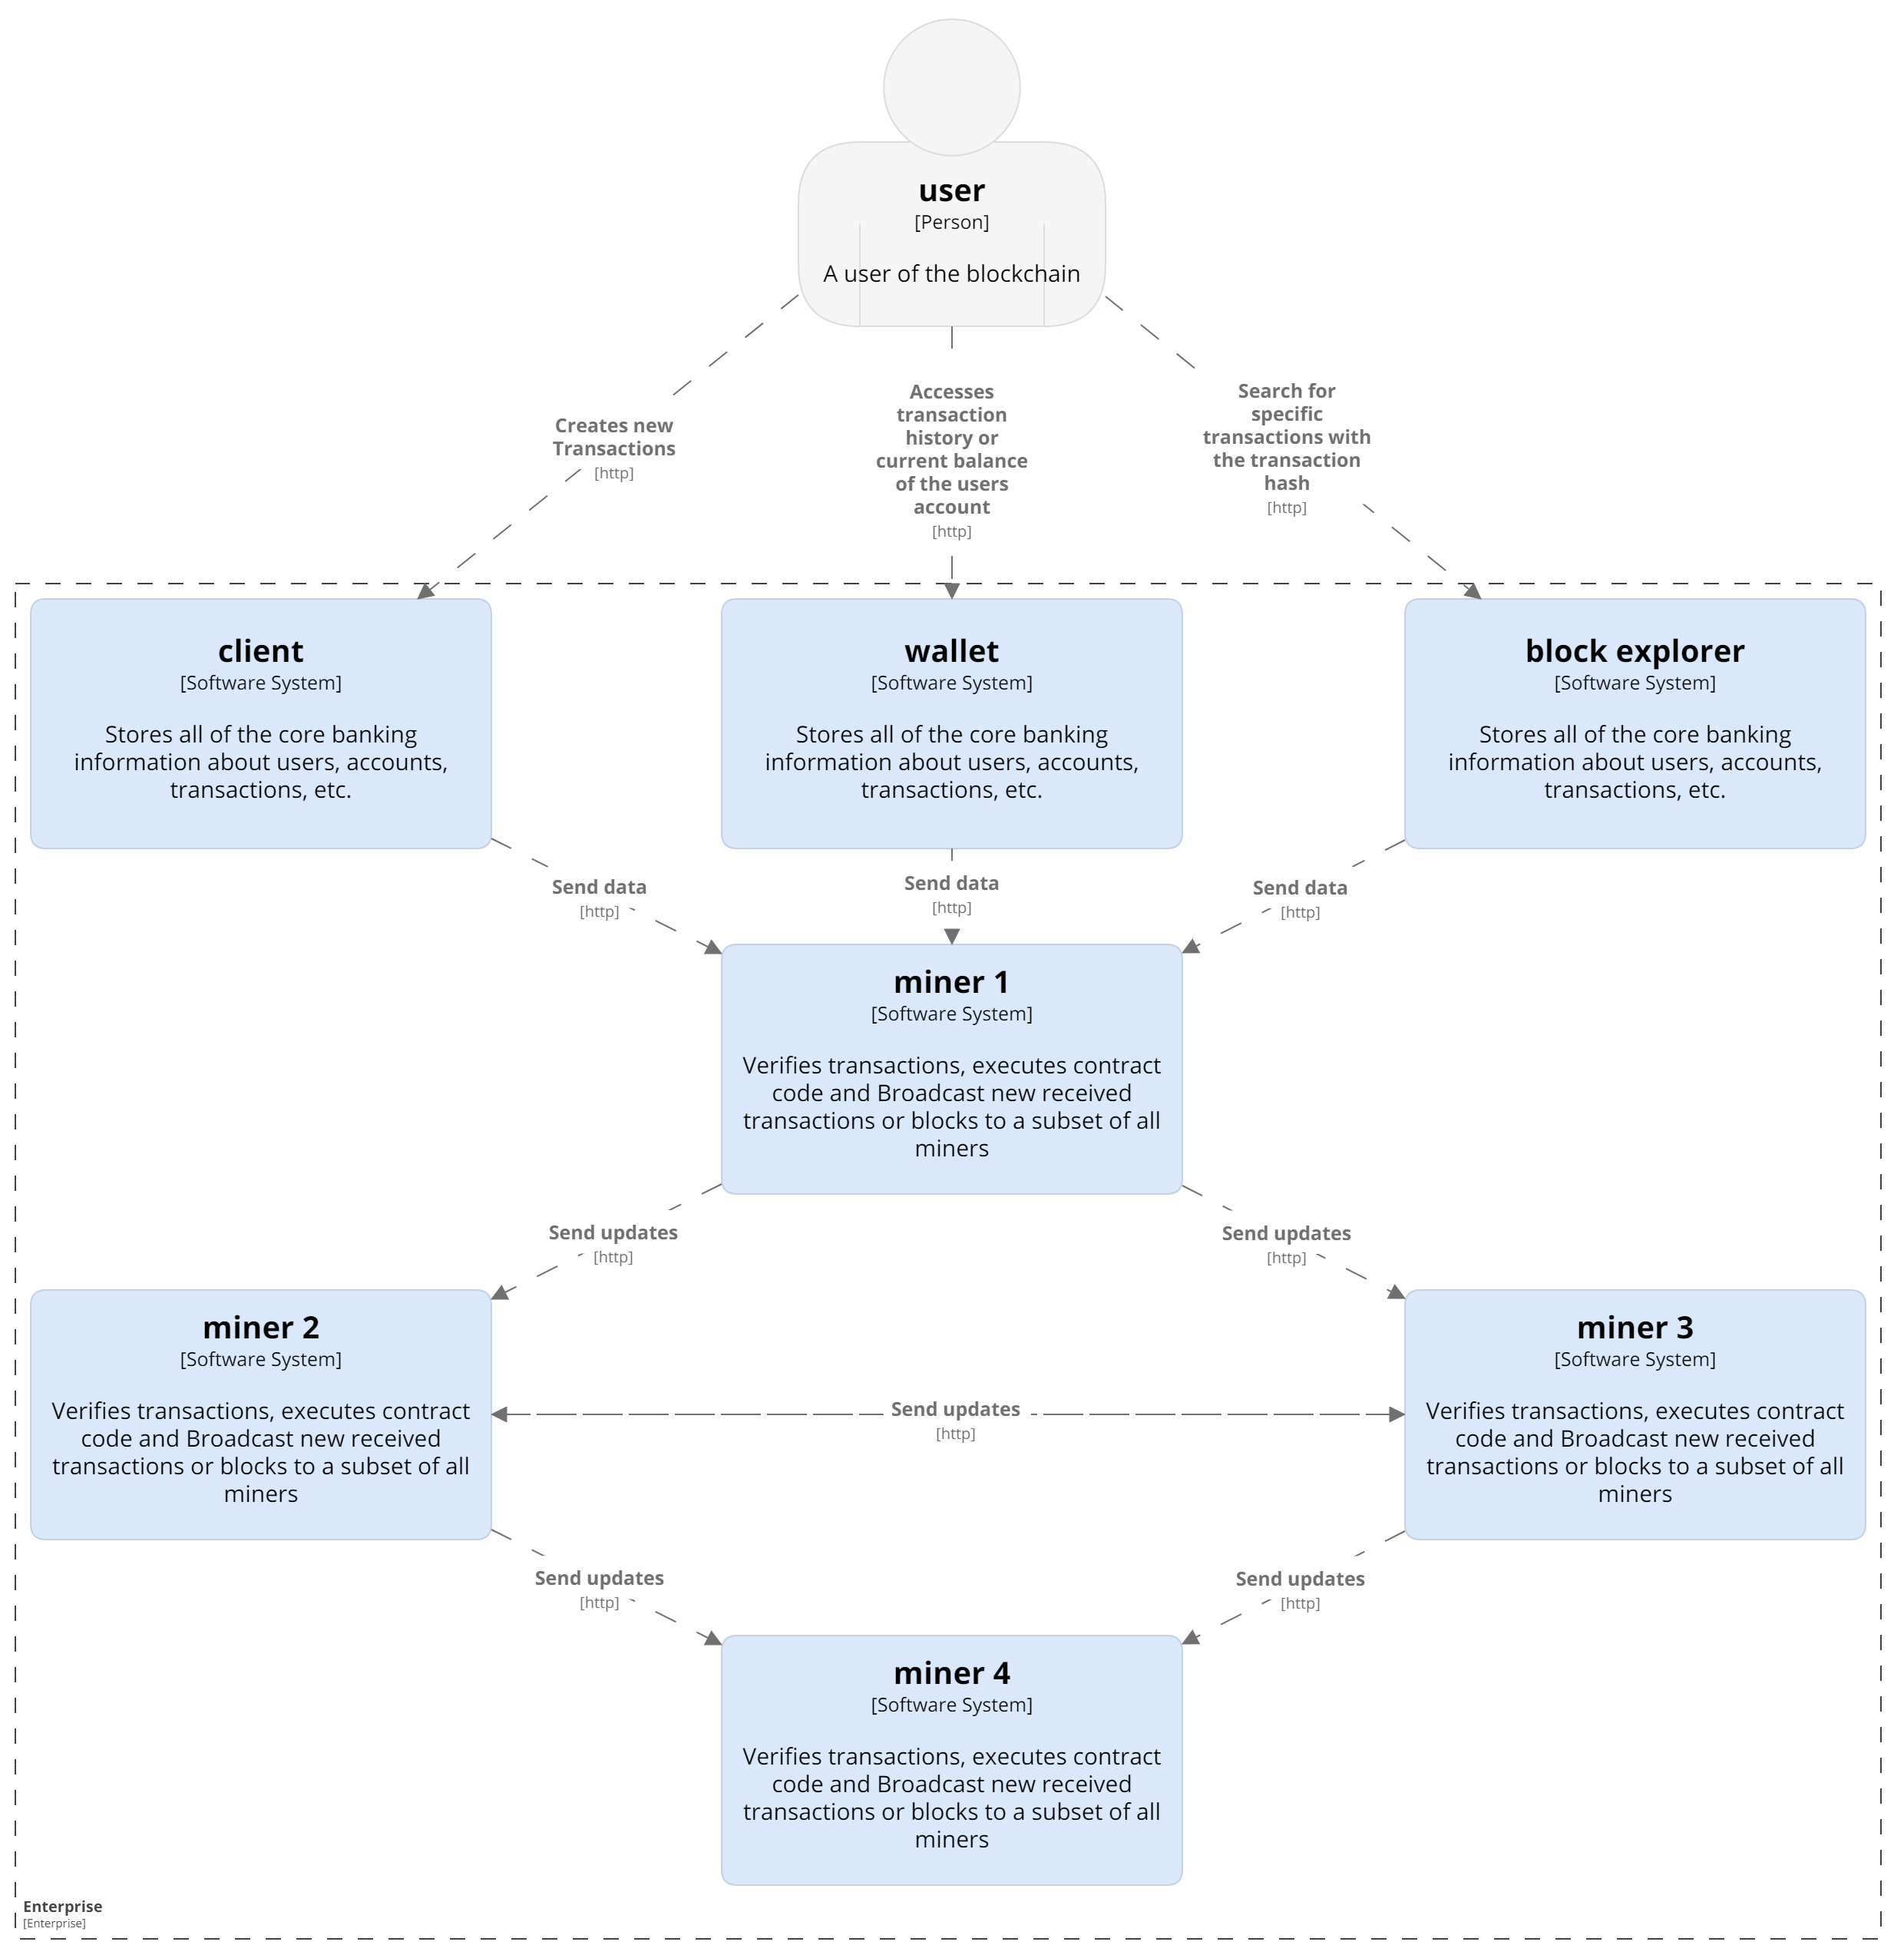 user
[Person]
A user of the blockchain
Creates new
Transactions
[http]
Accesses
transaction
history or
current balance
of the users
account
[http]
Search for
specific
transactions with
the transaction
hash
[http]
client
[Software System]
Stores all of the core banking
information about users, accounts,
transactions, etc.
wallet
[Software System]
Stores all of the core banking
information about users, accounts,
transactions, etc.
block explorer
[Software System]
Stores all of the core banking
information about users, accounts,
transactions, etc.
Send data
[http]
Send data
[http]
Send data
[http]
miner 1
[Software System]
Verifies transactions, executes contract
code and Broadcast new received
transactions or blocks to a subset of all
miners
Send updates
[http]
Send updates
[http]
miner 2
[Software System]
Verifies transactions, executes contract
code and Broadcast new received
transactions or blocks to a subset of all
miners
Send updates
[http]
miner 3
[Software System]
Verifies transactions, executes contract
code and Broadcast new received
transactions or blocks to a subset of all
miners
Send updates
[http]
Send updates
[http]
miner 4
[Software System]
Verifies transactions, executes contract
code and Broadcast new received
transactions or blocks to a subset of all
miners
Enterprise
[Enterprise]